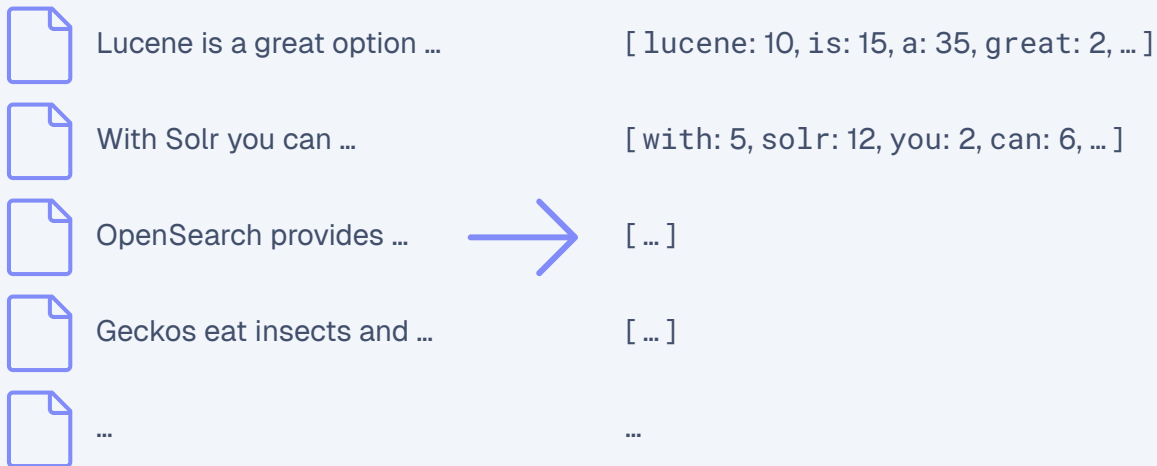 Lucene is a great option … [ lucene: 10, is: 15, a: 35, great: 2, … ]
With Solr you can … [ with: 5, solr: 12, you: 2, can: 6, … ]
OpenSearch provides … [ … ]
Geckos eat insects and … [ … ]
… …